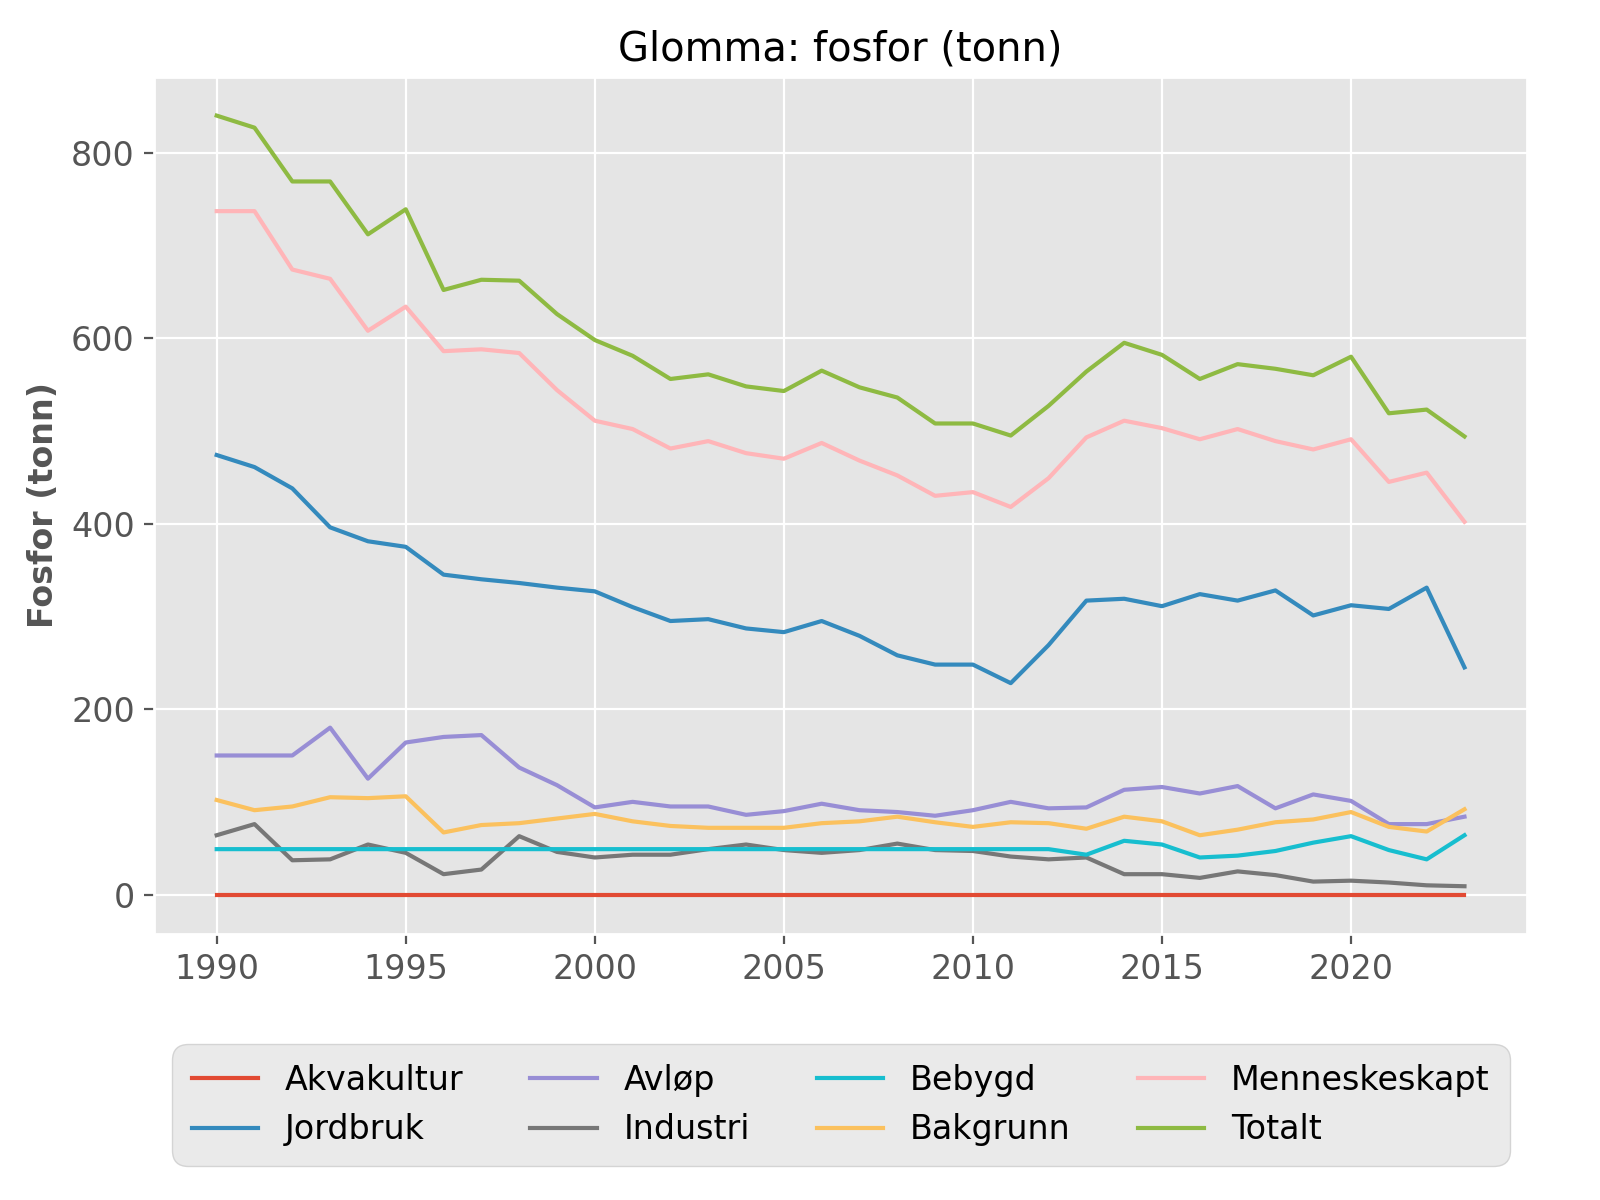 Glomma: fosfor (tonn)
Fosfor (tonn)
800
600
400
200
0
1990 1995 2000 2005 2010 2015 2020
Akvakultur Avløp Bebygd Menneskeskapt
Jordbruk Industri Bakgrunn Totalt